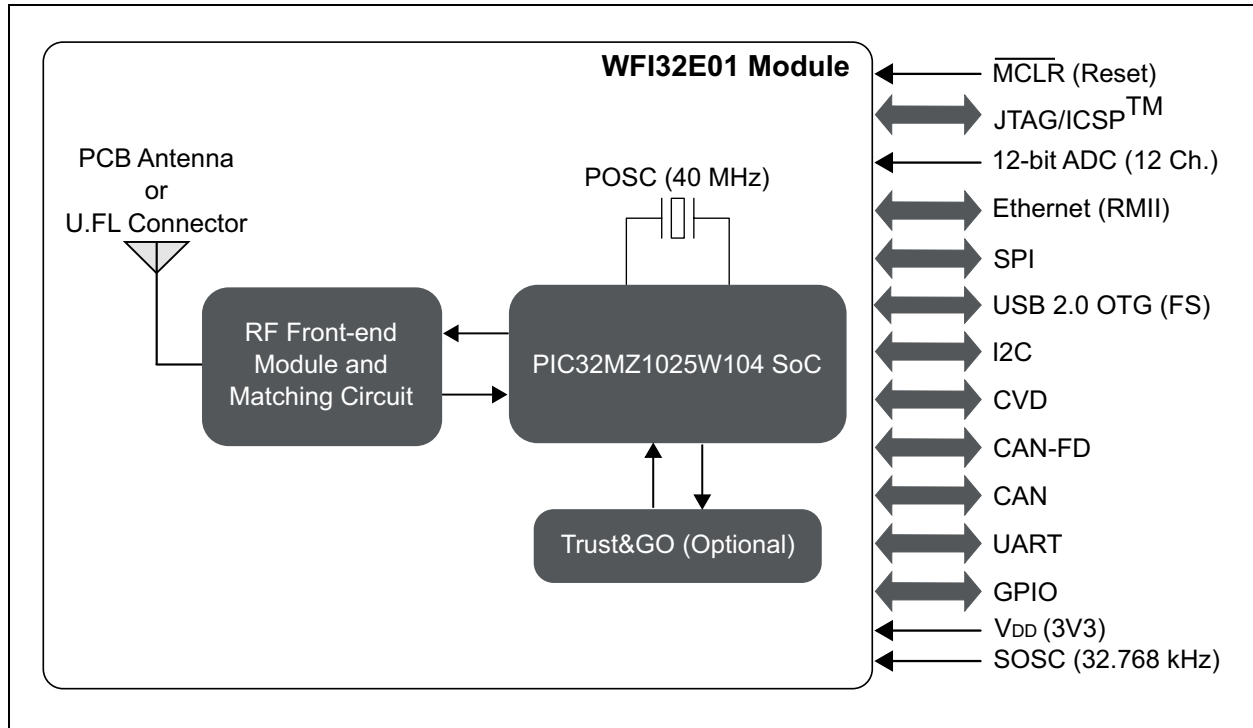 WFI32E01 Module
PCB Antenna
or
U.FL Connector
POSC (40 MHz)
RF Front-end
Module and
Matching Circuit
PIC32MZ1025W104 SoC
Trust&GO (Optional)
MCLR (Reset)
JTAG/ICSP™
12-bit ADC (12 Ch.)
Ethernet (RMII)
SPI
USB 2.0 OTG (FS)
I2C
CVD
CAN-FD
CAN
UART
GPIO
VDD (3V3)
SOSC (32.768 kHz)